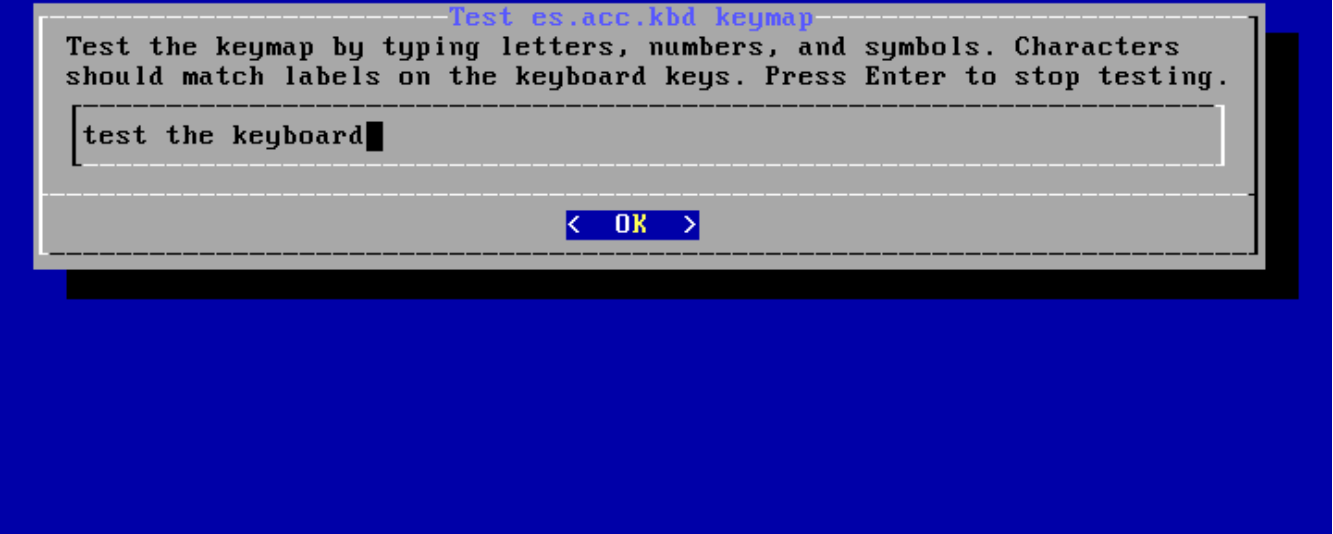 Test es.acc.kbd keymap
Test the keymap by typing letters, numbers, and symbols. Characters
should match labels on the keyboard keys. Press Enter to stop testing.
test the keyboard
< OK >